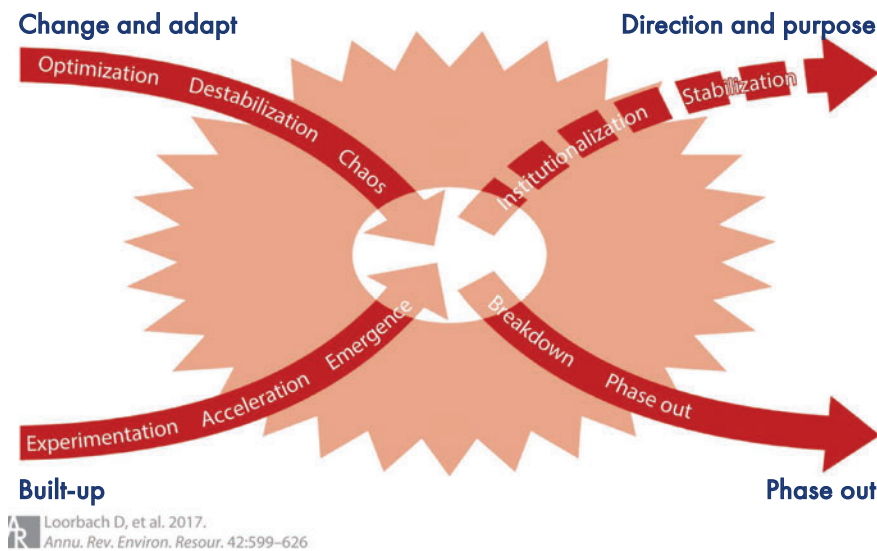 Change and adapt
Direction and purpose
Optimization
Destabilization
Chaos
Institutionalization
Stabilization
Experimentation
Acceleration
Emergence
Breakdown
Phase out
Built-up
Phase out
AR
Loorbach D, et al. 2017.
Annu. Rev. Environ. Resour. 42:599–626